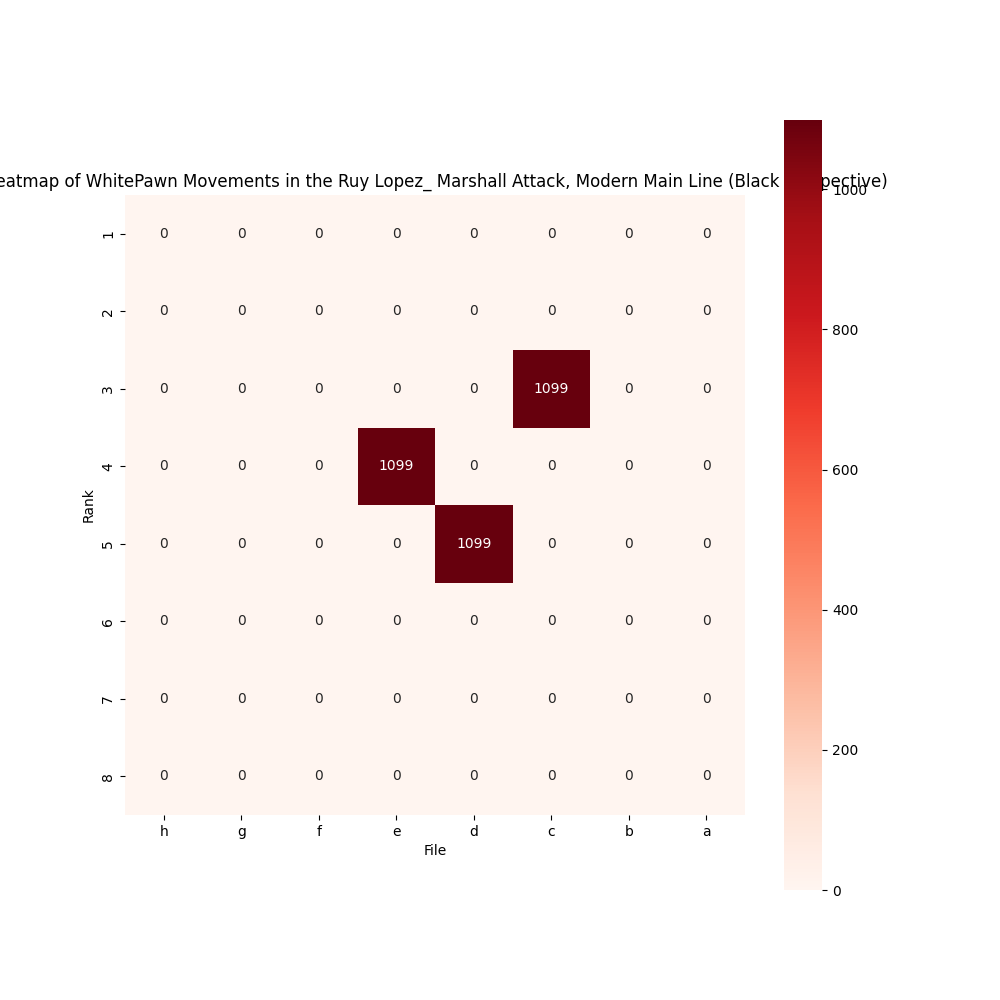 eatmap of WhitePawn Movements in the Ruy Lopez_ Marshall Attack, Modern Main Line (Black pective)
1 0 0 0 0 0 0 0 0
2 0 0 0 0 0 0 0 0
3 0 0 0 0 0 1099 0 0
4 0 0 0 1099 0 0 0 0
5 0 0 0 0 1099 0 0 0
6 0 0 0 0 0 0 0 0
7 0 0 0 0 0 0 0 0
8 0 0 0 0 0 0 0 0
Rank
h g f e d c b a
File
1000
800
600
400
200
0